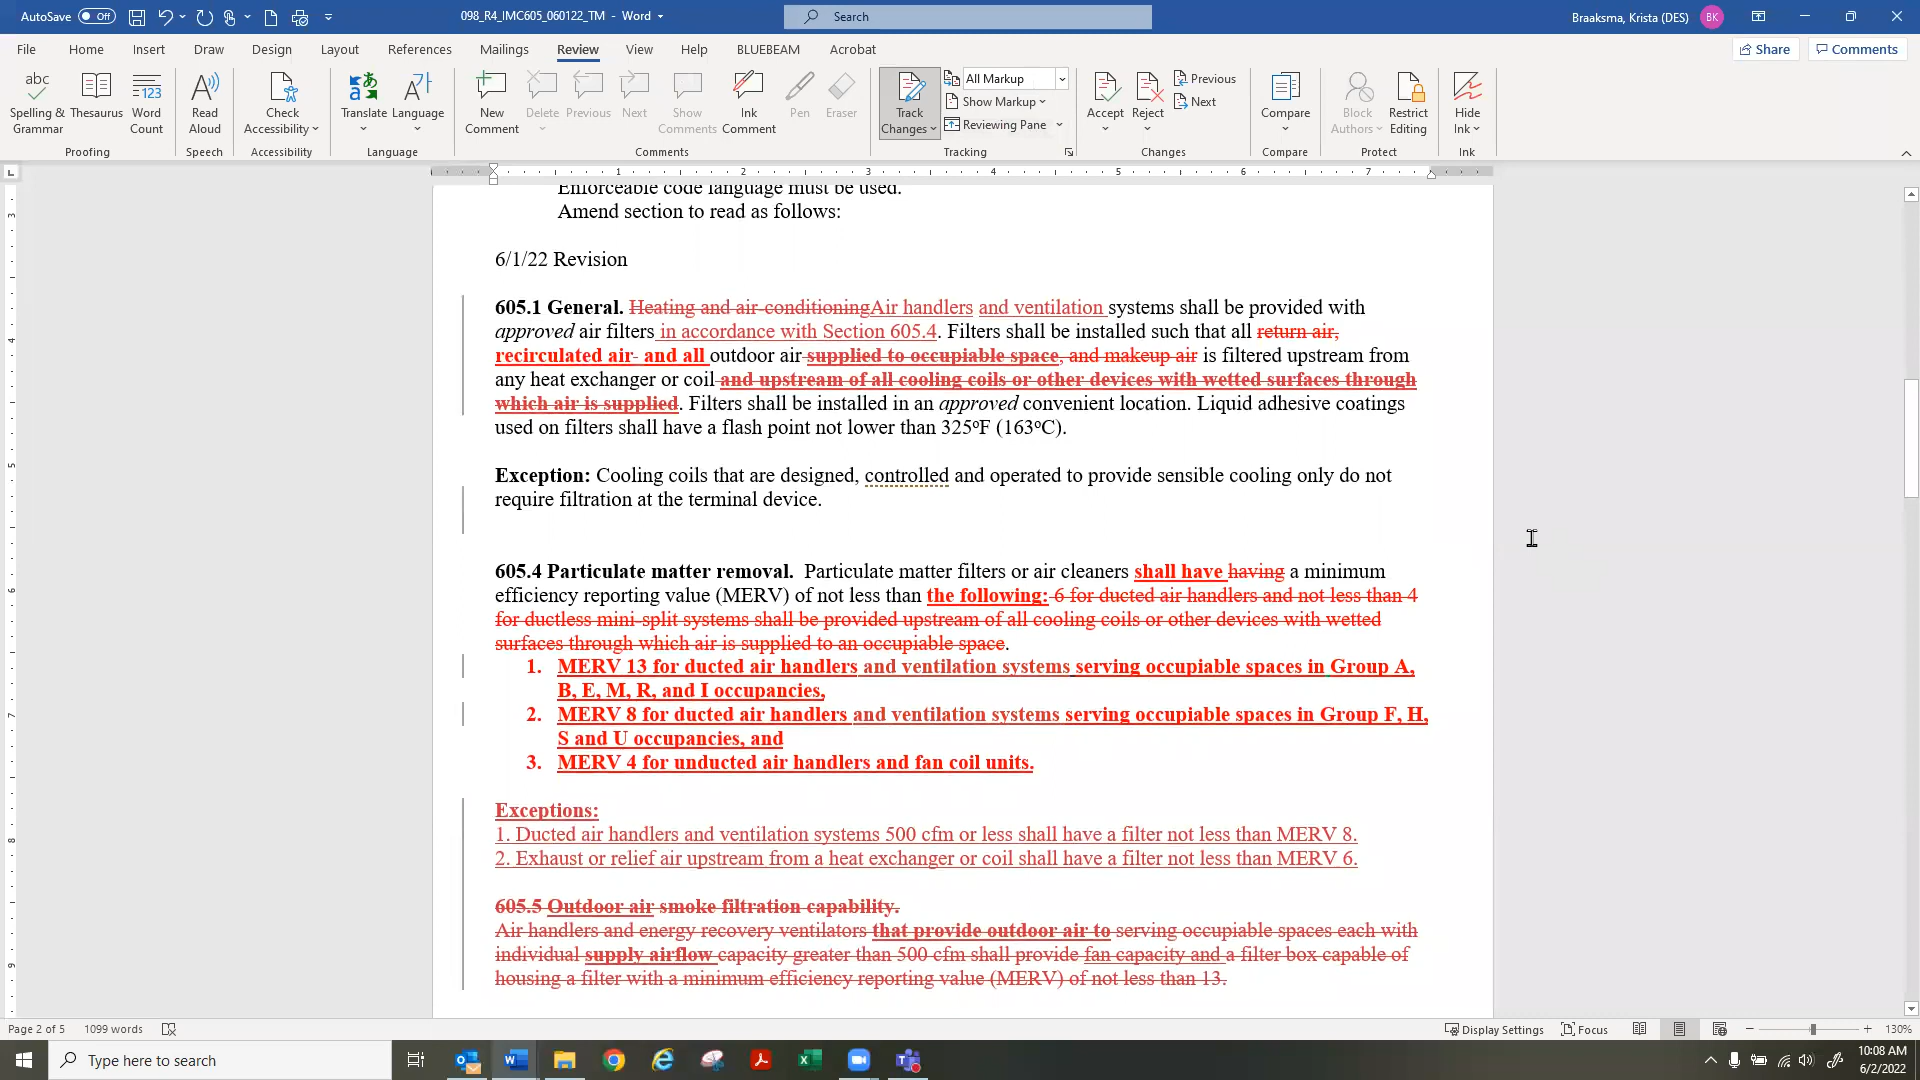 AutoSave Off 098_R4_IMC605_060122_TM - Word Search Braaksma, Krista (DES) BK
File Home Insert Draw Design Layout References Mailings Review View Help BLUEBEAM Acrobat Share Comments
abc Spelling & Grammar Thesaurus 123 Word Count Read Aloud Check Accessibility Translate Language New Comment Delete Previous Next Show Comments Ink Comment Pen Eraser Track Changes All Markup Show Markup Reviewing Pane Accept Reject Previous Next Compare Block Authors Restrict Editing Hide Ink
Proofing Speech Accessibility Language Comments Tracking Changes Compare Protect Ink
1 2 3 4 5 6 7
Enforceable code language must be used.
Amend section to read as follows:
6/1/22 Revision
605.1 General. Heating and air-conditioningAir handlers and ventilation systems shall be provided with
approved air filters in accordance with Section 605.4. Filters shall be installed such that all return air,
recirculated air- and all outdoor air supplied to occupiable space, and makeup air is filtered upstream from
any heat exchanger or coil and upstream of all cooling coils or other devices with wetted surfaces through
which air is supplied. Filters shall be installed in an approved convenient location. Liquid adhesive coatings
used on filters shall have a flash point not lower than 325ºF (163ºC).
Exception: Cooling coils that are designed, controlled and operated to provide sensible cooling only do not
require filtration at the terminal device.
605.4 Particulate matter removal. Particulate matter filters or air cleaners shall have having a minimum
efficiency reporting value (MERV) of not less than the following: 6 for ducted air handlers and not less than 4
for ductless mini-split systems shall be provided upstream of all cooling coils or other devices with wetted
surfaces through which air is supplied to an occupiable space.
1. MERV 13 for ducted air handlers and ventilation systems serving occupiable spaces in Group A,
B, E, M, R, and I occupancies,
2. MERV 8 for ducted air handlers and ventilation systems serving occupiable spaces in Group F, H,
S and U occupancies, and
3. MERV 4 for unducted air handlers and fan coil units.
Exceptions:
1. Ducted air handlers and ventilation systems 500 cfm or less shall have a filter not less than MERV 8.
2. Exhaust or relief air upstream from a heat exchanger or coil shall have a filter not less than MERV 6.
605.5 Outdoor air smoke filtration capability.
Air handlers and energy recovery ventilators that provide outdoor air to serving occupiable spaces each with
individual supply airflow capacity greater than 500 cfm shall provide fan capacity and a filter box capable of
housing a filter with a minimum efficiency reporting value (MERV) of not less than 13.
Page 2 of 5 1099 words Display Settings Focus 130%
Type here to search 10:08 AM
6/2/2022